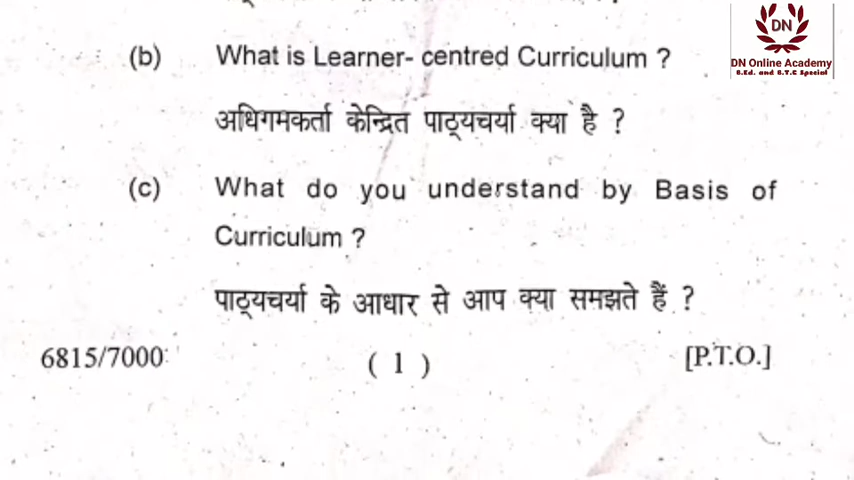 DN
DN Online Academy
B.Ed. and B.T.C Special
(b) What is Learner- centred Curriculum ?
अधिगमकर्ता केन्द्रित पाठ्यचर्या क्या है ?
(c) What do you understand by Basis of
Curriculum ?
पाठ्यचर्या के आधार से आप क्या समझते हैं ?
6815/7000 ( 1 ) [P.T.O.]